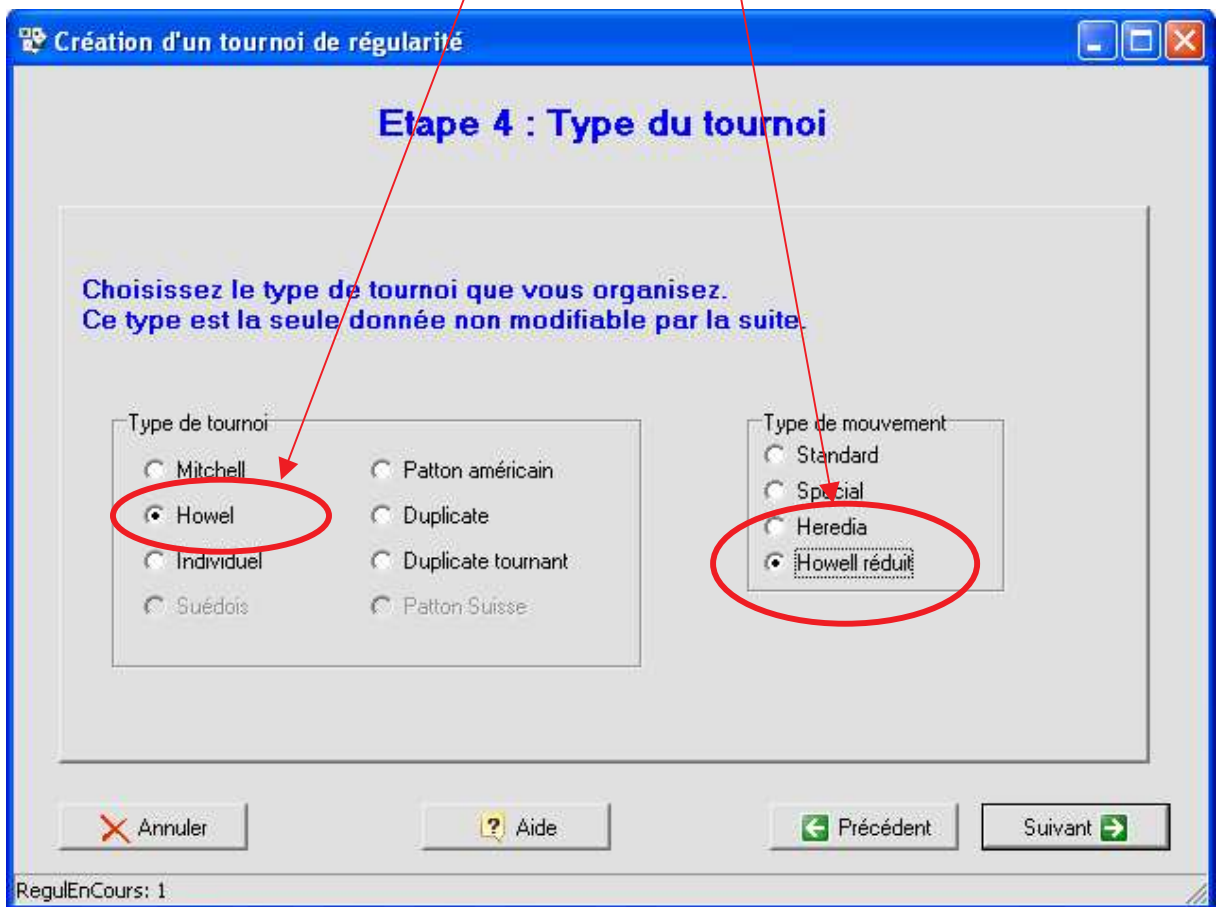 Création d'un tournoi de régularité
Etape 4 : Type du tournoi
Choisissez le type de tournoi que vous organisez.
Ce type est la seule donnée non modifiable par la suite.
Type de tournoi
Mitchell
Patton américain
Howel
Duplicate
Individuel
Duplicate tournant
Suédois
Patton Suisse
Type de mouvement
Standard
Spécial
Heredia
Howell réduit
Annuler
? Aide
Précédent
Suivant
RegulEnCours: 1